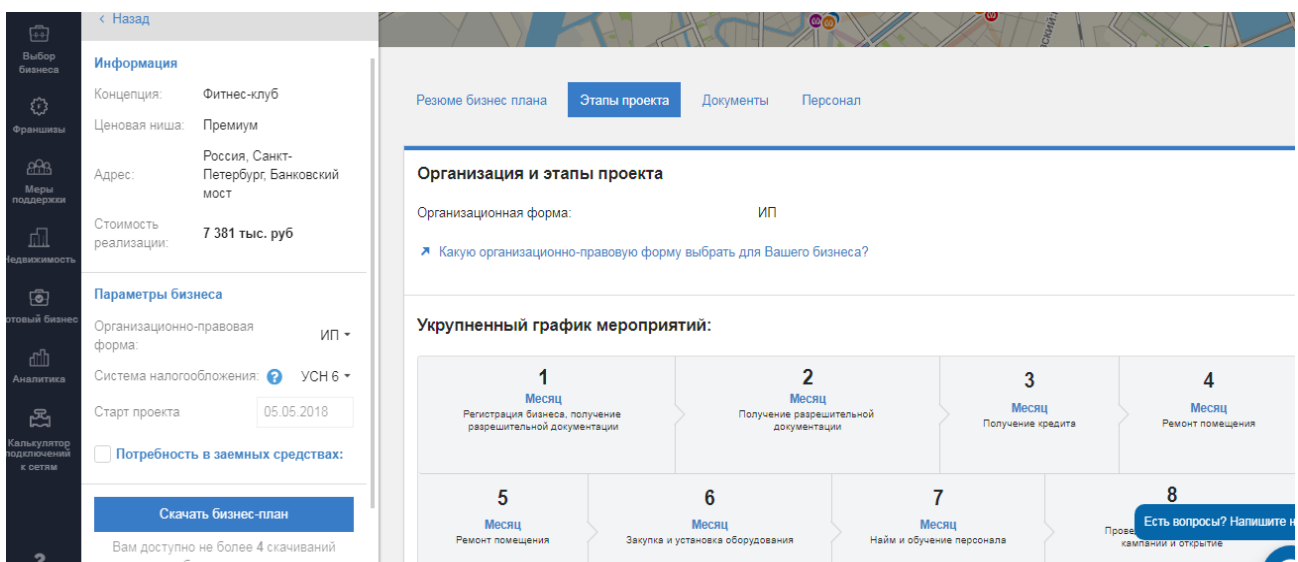 Выбор
бизнеса
Франшизы
Меры
поддержки
Недвижимость
отовый бизнес
Аналитика
Калькулятор
подключений
к сетям
?
< Назад
Информация
Концепция: Фитнес-клуб
Ценовая ниша: Премиум
Адрес: Россия, Санкт-
Петербург, Банковский
мост
Стоимость
реализации: 7 381 тыс. руб
Параметры бизнеса
Организационно-правовая
форма: ИП
Система налогообложения: ? УСН 6
Старт проекта 05.05.2018
Потребность в заемных средствах:
Скачать бизнес-план
Вам доступно не более 4 скачиваний
Резюме бизнес плана Этапы проекта Документы Персонал
Организация и этапы проекта
Организационная форма: ИП
Какую организационно-правовую форму выбрать для Вашего бизнеса?
Укрупненный график мероприятий:
1
Месяц
Регистрация бизнеса, получение
разрешительной документации
2
Месяц
Получение разрешительной
документации
3
Месяц
Получение кредита
4
Месяц
Ремонт помещения
5
Месяц
Ремонт помещения
6
Месяц
Закупка и установка оборудования
7
Месяц
Найм и обучение персонала
8
кампании и открытие
Есть вопросы? Напишите н